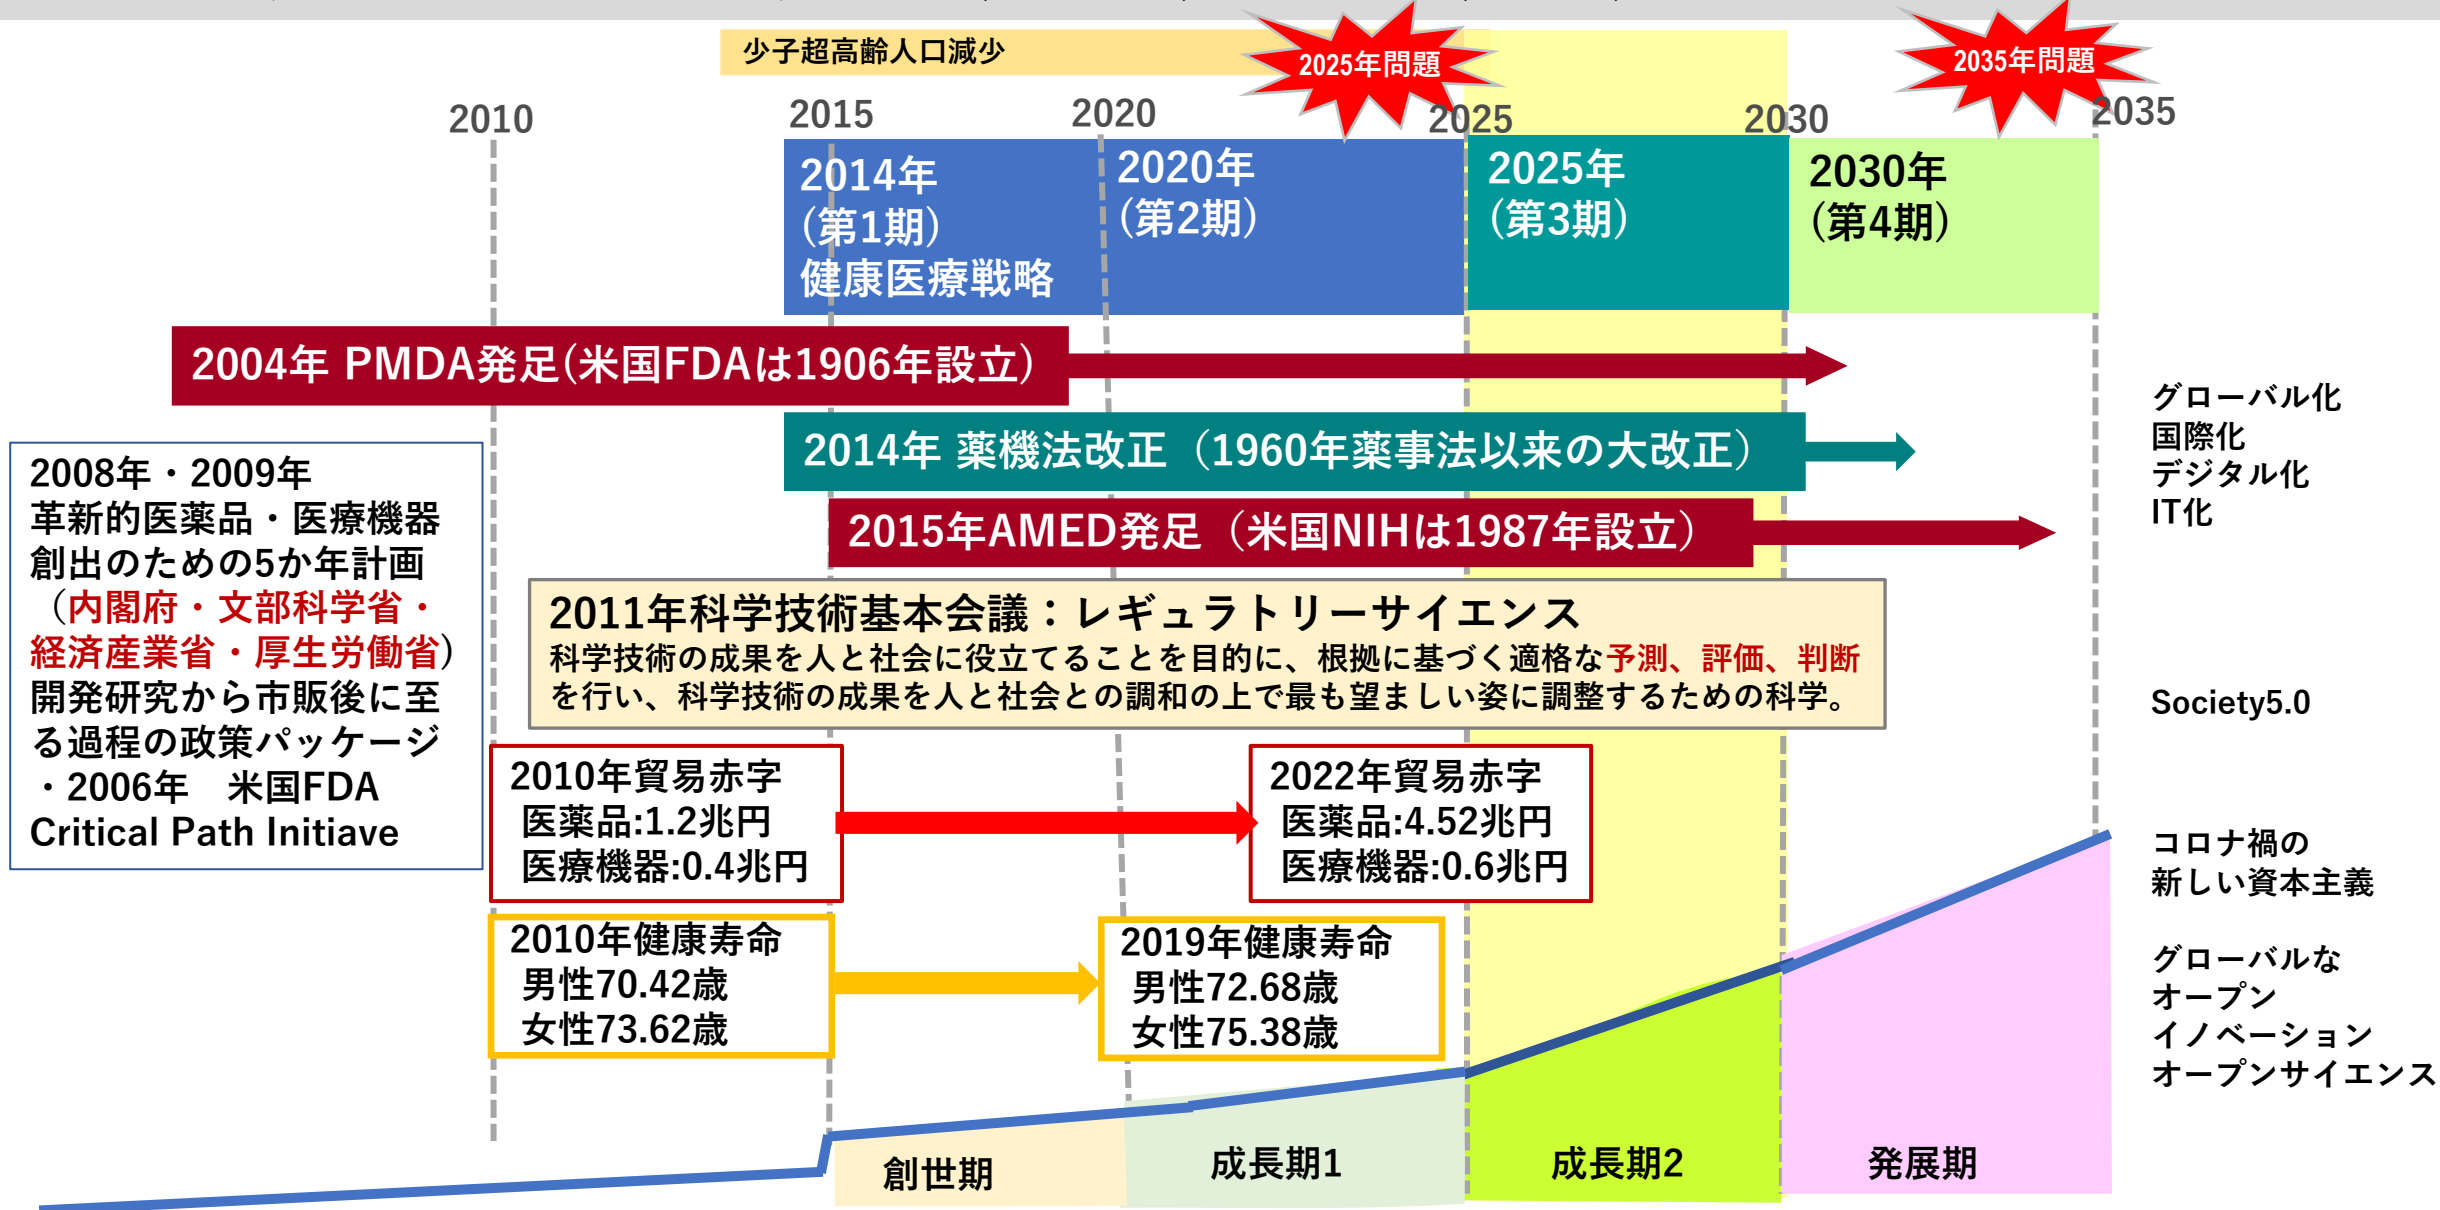 少子超高齢人口減少
2025年問題
2035年問題
2010
2015
2020
2025
2030
2035
2014年
(第1期)
健康医療戦略
2020年
(第2期)
2025年
(第3期)
2030年
(第4期)
2004年 PMDA発足(米国FDAは1906年設立)
2014年 薬機法改正（1960年薬事法以来の大改正）
2015年AMED発足（米国NIHは1987年設立）
2008年・2009年
革新的医薬品・医療機器
創出のための5か年計画
（内閣府・文部科学省・
経済産業省・厚生労働省)
開発研究から市販後に至
る過程の政策パッケージ
・2006年　米国FDA
Critical Path Initiave
2011年科学技術基本会議：レギュラトリーサイエンス
科学技術の成果を人と社会に役立てることを目的に、根拠に基づく適格な予測、評価、判断
を行い、科学技術の成果を人と社会との調和の上で最も望ましい姿に調整するための科学。
2010年貿易赤字
医薬品:1.2兆円
医療機器:0.4兆円
2022年貿易赤字
医薬品:4.52兆円
医療機器:0.6兆円
2010年健康寿命
男性70.42歳
女性73.62歳
2019年健康寿命
男性72.68歳
女性75.38歳
創世期
成長期1
成長期2
発展期
グローバル化
国際化
デジタル化
IT化
Society5.0
コロナ禍の
新しい資本主義
グローバルな
オープン
イノベーション
オープンサイエンス